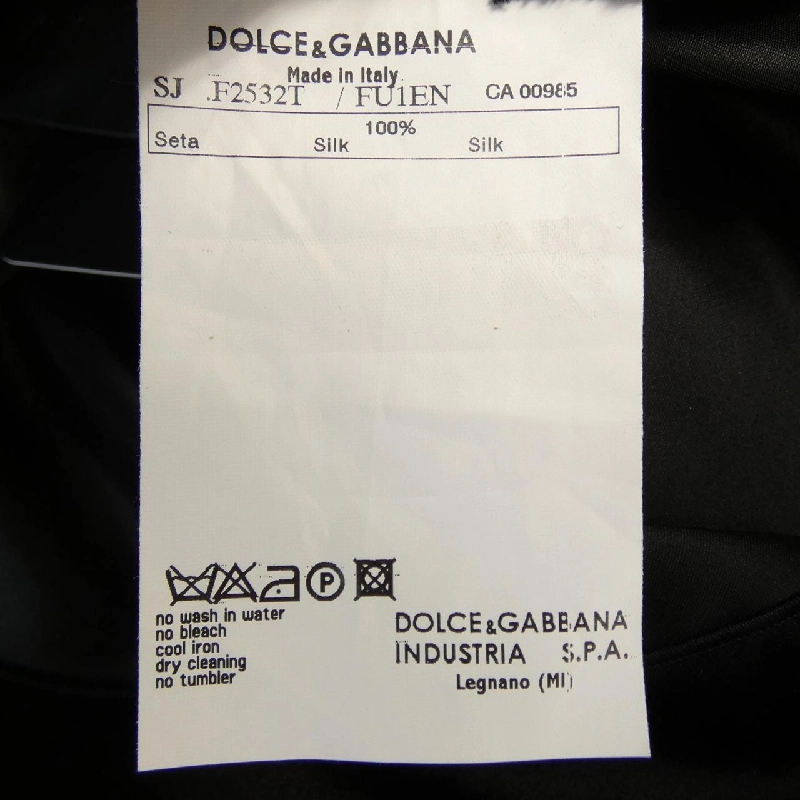 DOLCE&GABBANA
Made in Italy
SJ .F2532T / FU1EN CA 00985
100%
Seta Silk Silk
P
no wash in water
no bleach
cool iron
dry cleaning
no tumbler
DOLCE&GABBANA
INDUSTRIA S.P.A.
Legnano (MI)